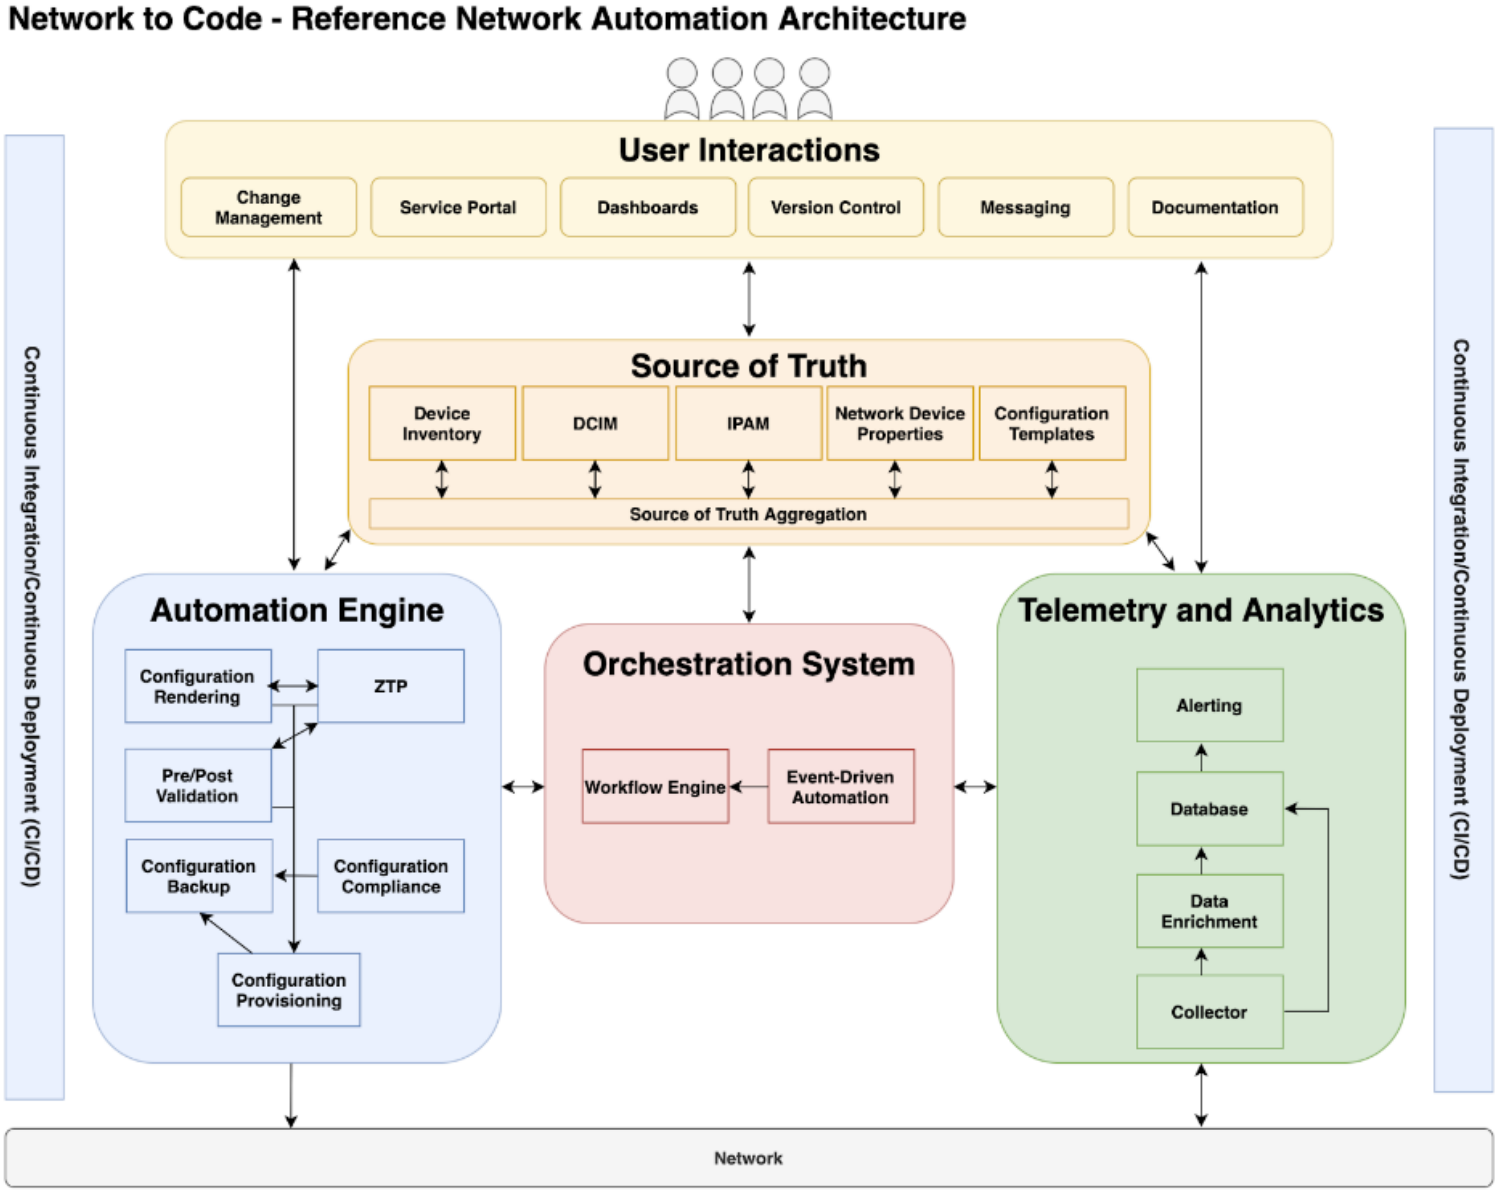 Network to Code - Reference Network Automation Architecture
User Interactions
Change
Management
Service Portal
Dashboards
Version Control
Messaging
Documentation
Continuous Integration/Continuous Deployment (CI/CD)
Source of Truth
Device
Inventory
DCIM
IPAM
Network Device
Properties
Configuration
Templates
Source of Truth Aggregation
Automation Engine
Configuration
Rendering
ZTP
Pre/Post
Validation
Configuration
Backup
Configuration
Compliance
Configuration
Provisioning
Orchestration System
Workflow Engine
Event-Driven
Automation
Telemetry and Analytics
Alerting
Database
Data
Enrichment
Collector
Continuous Integration/Continuous Deployment (CI/CD)
Network